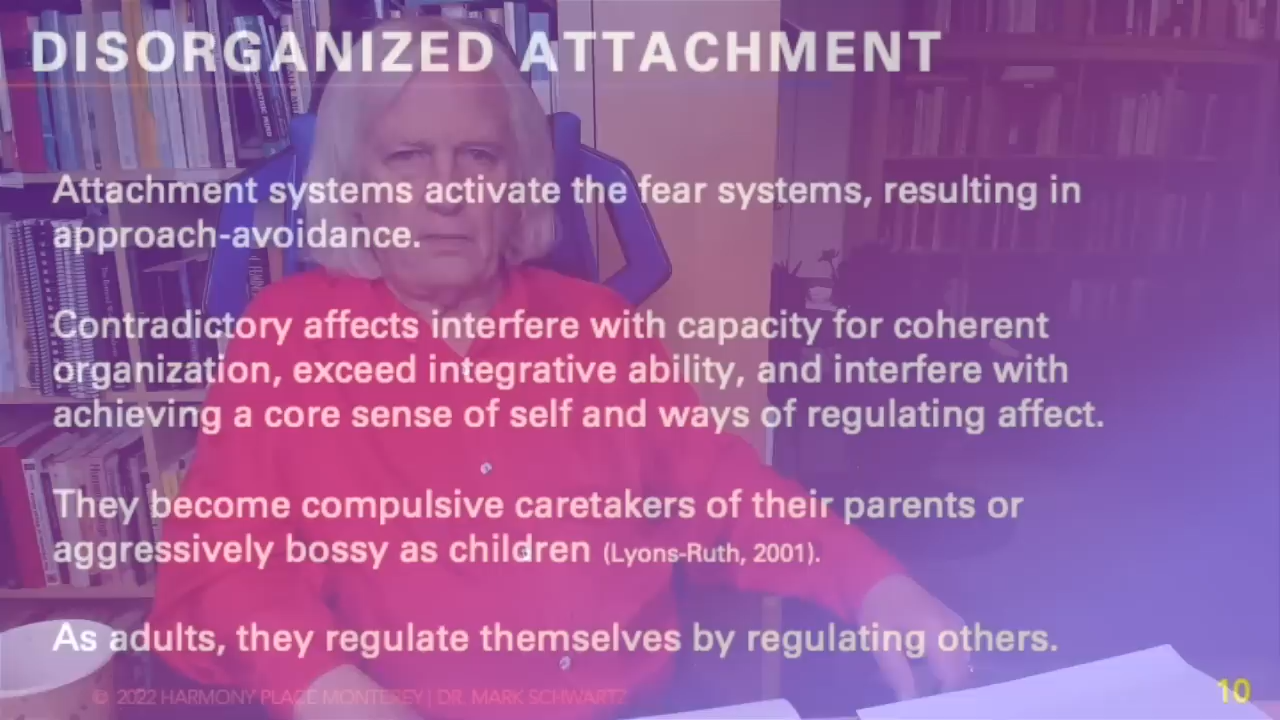 DISORGANIZED ATTACHMENT
Attachment systems activate the fear systems, resulting in
approach-avoidance.
Contradictory affects interfere with capacity for coherent
organization, exceed integrative ability, and interfere with
achieving a core sense of self and ways of regulating affect.
They become compulsive caretakers of their parents or
aggressively bossy as children (Lyons-Ruth, 2001).
As adults, they regulate themselves by regulating others.
© 2022 HARMONY PLACE MONTEREY | DR. MARK SCHWARTZ
10